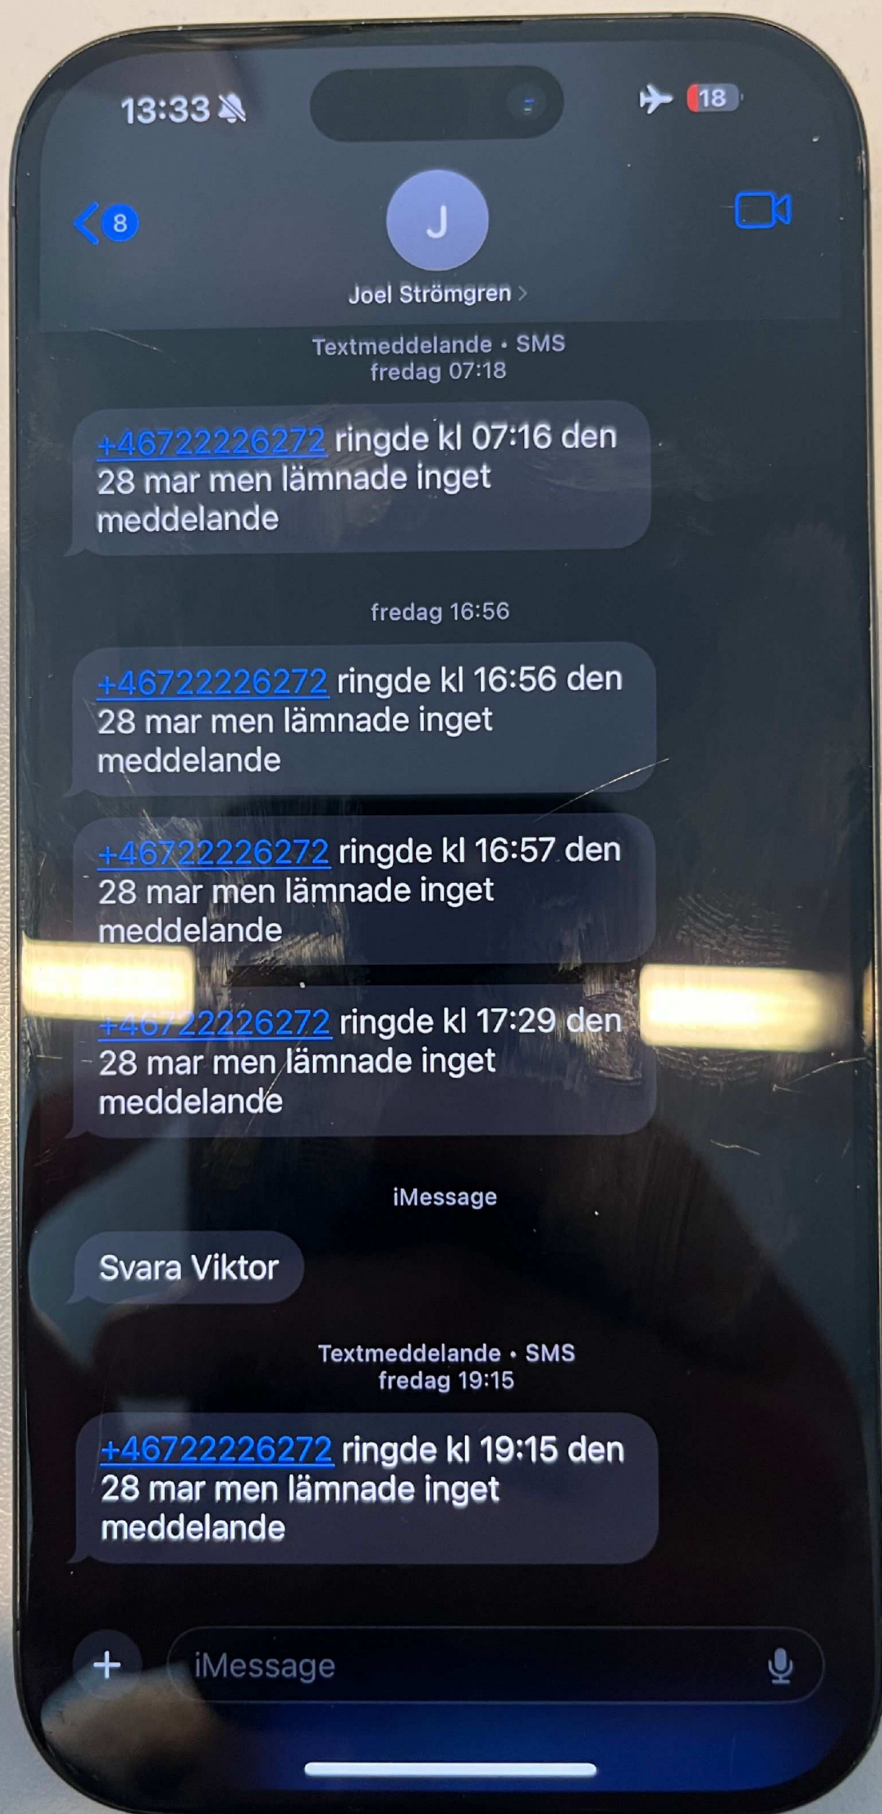 13:33
18
8
J
Joel Strömgren
Textmeddelande • SMS
fredag 07:18
+46722226272 ringde kl 07:16 den
28 mar men lämnade inget
meddelande
fredag 16:56
+46722226272 ringde kl 16:56 den
28 mar men lämnade inget
meddelande
+46722226272 ringde kl 16:57 den
28 mar men lämnade inget
meddelande
+46722226272 ringde kl 17:29 den
28 mar men lämnade inget
meddelande
iMessage
Svara Viktor
Textmeddelande • SMS
fredag 19:15
+46722226272 ringde kl 19:15 den
28 mar men lämnade inget
meddelande
iMessage